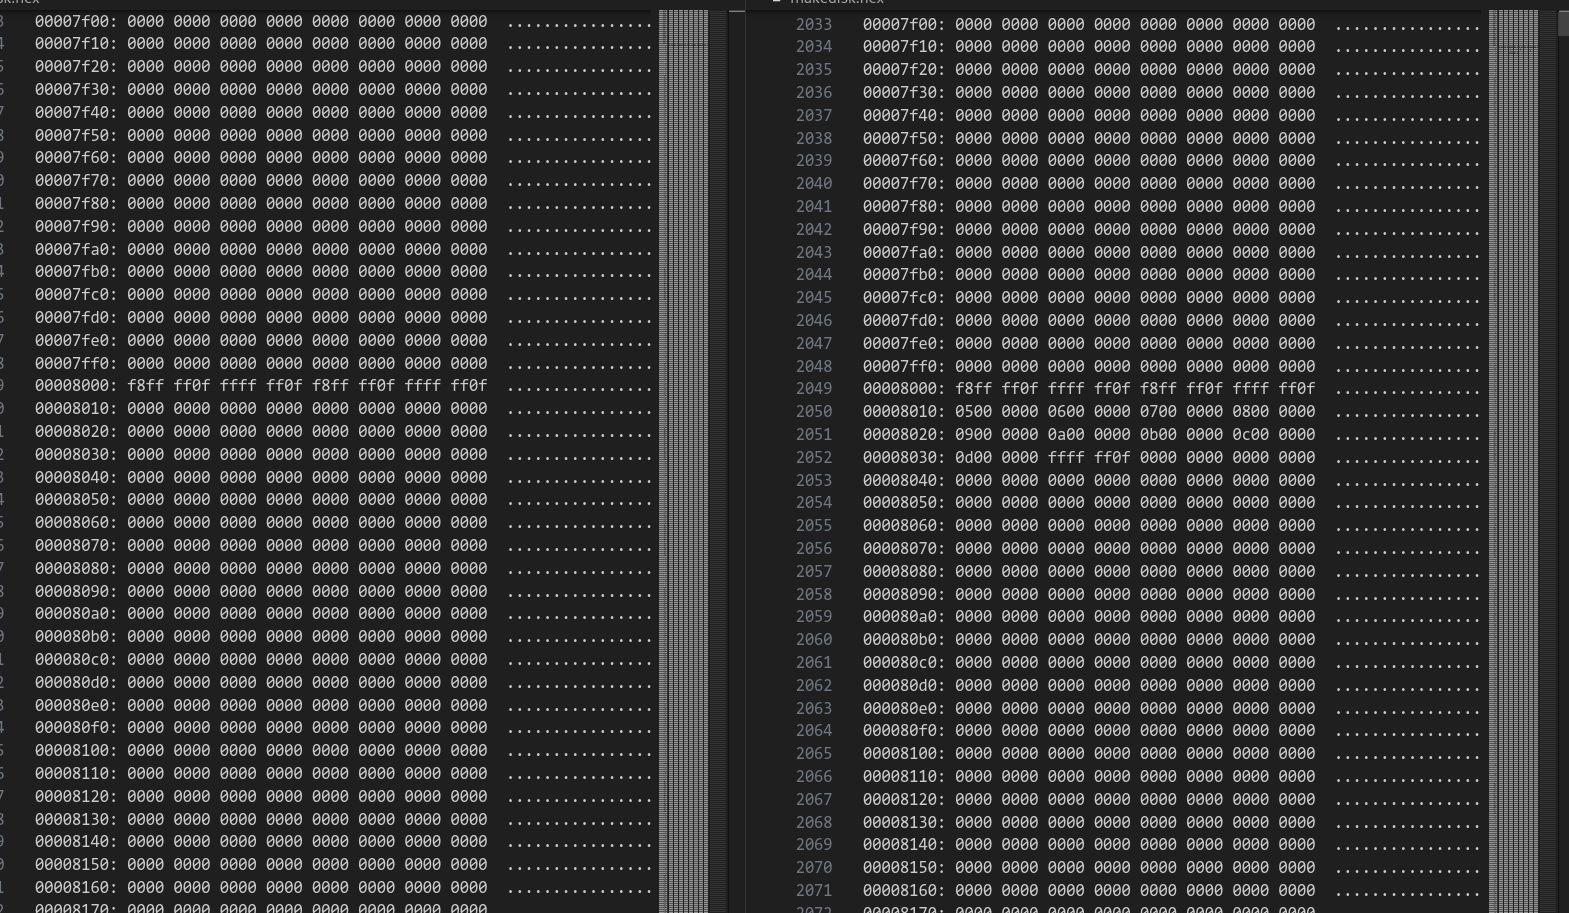 sk.hex
00007f00: 0000 0000 0000 0000 0000 0000 0000 0000 ................
00007f10: 0000 0000 0000 0000 0000 0000 0000 0000 ................
00007f20: 0000 0000 0000 0000 0000 0000 0000 0000 ................
00007f30: 0000 0000 0000 0000 0000 0000 0000 0000 ................
00007f40: 0000 0000 0000 0000 0000 0000 0000 0000 ................
00007f50: 0000 0000 0000 0000 0000 0000 0000 0000 ................
00007f60: 0000 0000 0000 0000 0000 0000 0000 0000 ................
00007f70: 0000 0000 0000 0000 0000 0000 0000 0000 ................
00007f80: 0000 0000 0000 0000 0000 0000 0000 0000 ................
00007f90: 0000 0000 0000 0000 0000 0000 0000 0000 ................
00007fa0: 0000 0000 0000 0000 0000 0000 0000 0000 ................
00007fb0: 0000 0000 0000 0000 0000 0000 0000 0000 ................
00007fc0: 0000 0000 0000 0000 0000 0000 0000 0000 ................
00007fd0: 0000 0000 0000 0000 0000 0000 0000 0000 ................
00007fe0: 0000 0000 0000 0000 0000 0000 0000 0000 ................
00007ff0: 0000 0000 0000 0000 0000 0000 0000 0000 ................
00008000: f8ff ff0f ffff ff0f f8ff ff0f ffff ff0f ................
00008010: 0000 0000 0000 0000 0000 0000 0000 0000 ................
00008020: 0000 0000 0000 0000 0000 0000 0000 0000 ................
00008030: 0000 0000 0000 0000 0000 0000 0000 0000 ................
00008040: 0000 0000 0000 0000 0000 0000 0000 0000 ................
00008050: 0000 0000 0000 0000 0000 0000 0000 0000 ................
00008060: 0000 0000 0000 0000 0000 0000 0000 0000 ................
00008070: 0000 0000 0000 0000 0000 0000 0000 0000 ................
00008080: 0000 0000 0000 0000 0000 0000 0000 0000 ................
00008090: 0000 0000 0000 0000 0000 0000 0000 0000 ................
000080a0: 0000 0000 0000 0000 0000 0000 0000 0000 ................
000080b0: 0000 0000 0000 0000 0000 0000 0000 0000 ................
000080c0: 0000 0000 0000 0000 0000 0000 0000 0000 ................
000080d0: 0000 0000 0000 0000 0000 0000 0000 0000 ................
000080e0: 0000 0000 0000 0000 0000 0000 0000 0000 ................
000080f0: 0000 0000 0000 0000 0000 0000 0000 0000 ................
00008100: 0000 0000 0000 0000 0000 0000 0000 0000 ................
00008110: 0000 0000 0000 0000 0000 0000 0000 0000 ................
00008120: 0000 0000 0000 0000 0000 0000 0000 0000 ................
00008130: 0000 0000 0000 0000 0000 0000 0000 0000 ................
00008140: 0000 0000 0000 0000 0000 0000 0000 0000 ................
00008150: 0000 0000 0000 0000 0000 0000 0000 0000 ................
00008160: 0000 0000 0000 0000 0000 0000 0000 0000 ................
00008170: 0000 0000 0000 0000 0000 0000 0000 0000
makedisk.hex
2033 00007f00: 0000 0000 0000 0000 0000 0000 0000 0000 ................
2034 00007f10: 0000 0000 0000 0000 0000 0000 0000 0000 ................
2035 00007f20: 0000 0000 0000 0000 0000 0000 0000 0000 ................
2036 00007f30: 0000 0000 0000 0000 0000 0000 0000 0000 ................
2037 00007f40: 0000 0000 0000 0000 0000 0000 0000 0000 ................
2038 00007f50: 0000 0000 0000 0000 0000 0000 0000 0000 ................
2039 00007f60: 0000 0000 0000 0000 0000 0000 0000 0000 ................
2040 00007f70: 0000 0000 0000 0000 0000 0000 0000 0000 ................
2041 00007f80: 0000 0000 0000 0000 0000 0000 0000 0000 ................
2042 00007f90: 0000 0000 0000 0000 0000 0000 0000 0000 ................
2043 00007fa0: 0000 0000 0000 0000 0000 0000 0000 0000 ................
2044 00007fb0: 0000 0000 0000 0000 0000 0000 0000 0000 ................
2045 00007fc0: 0000 0000 0000 0000 0000 0000 0000 0000 ................
2046 00007fd0: 0000 0000 0000 0000 0000 0000 0000 0000 ................
2047 00007fe0: 0000 0000 0000 0000 0000 0000 0000 0000 ................
2048 00007ff0: 0000 0000 0000 0000 0000 0000 0000 0000 ................
2049 00008000: f8ff ff0f ffff ff0f f8ff ff0f ffff ff0f ................
2050 00008010: 0500 0000 0600 0000 0700 0000 0800 0000 ................
2051 00008020: 0900 0000 0a00 0000 0b00 0000 0c00 0000 ................
2052 00008030: 0d00 0000 ffff ff0f 0000 0000 0000 0000 ................
2053 00008040: 0000 0000 0000 0000 0000 0000 0000 0000 ................
2054 00008050: 0000 0000 0000 0000 0000 0000 0000 0000 ................
2055 00008060: 0000 0000 0000 0000 0000 0000 0000 0000 ................
2056 00008070: 0000 0000 0000 0000 0000 0000 0000 0000 ................
2057 00008080: 0000 0000 0000 0000 0000 0000 0000 0000 ................
2058 00008090: 0000 0000 0000 0000 0000 0000 0000 0000 ................
2059 000080a0: 0000 0000 0000 0000 0000 0000 0000 0000 ................
2060 000080b0: 0000 0000 0000 0000 0000 0000 0000 0000 ................
2061 000080c0: 0000 0000 0000 0000 0000 0000 0000 0000 ................
2062 000080d0: 0000 0000 0000 0000 0000 0000 0000 0000 ................
2063 000080e0: 0000 0000 0000 0000 0000 0000 0000 0000 ................
2064 000080f0: 0000 0000 0000 0000 0000 0000 0000 0000 ................
2065 00008100: 0000 0000 0000 0000 0000 0000 0000 0000 ................
2066 00008110: 0000 0000 0000 0000 0000 0000 0000 0000 ................
2067 00008120: 0000 0000 0000 0000 0000 0000 0000 0000 ................
2068 00008130: 0000 0000 0000 0000 0000 0000 0000 0000 ................
2069 00008140: 0000 0000 0000 0000 0000 0000 0000 0000 ................
2070 00008150: 0000 0000 0000 0000 0000 0000 0000 0000 ................
2071 00008160: 0000 0000 0000 0000 0000 0000 0000 0000 ................
2072 00008170: 0000 0000 0000 0000 0000 0000 0000 0000